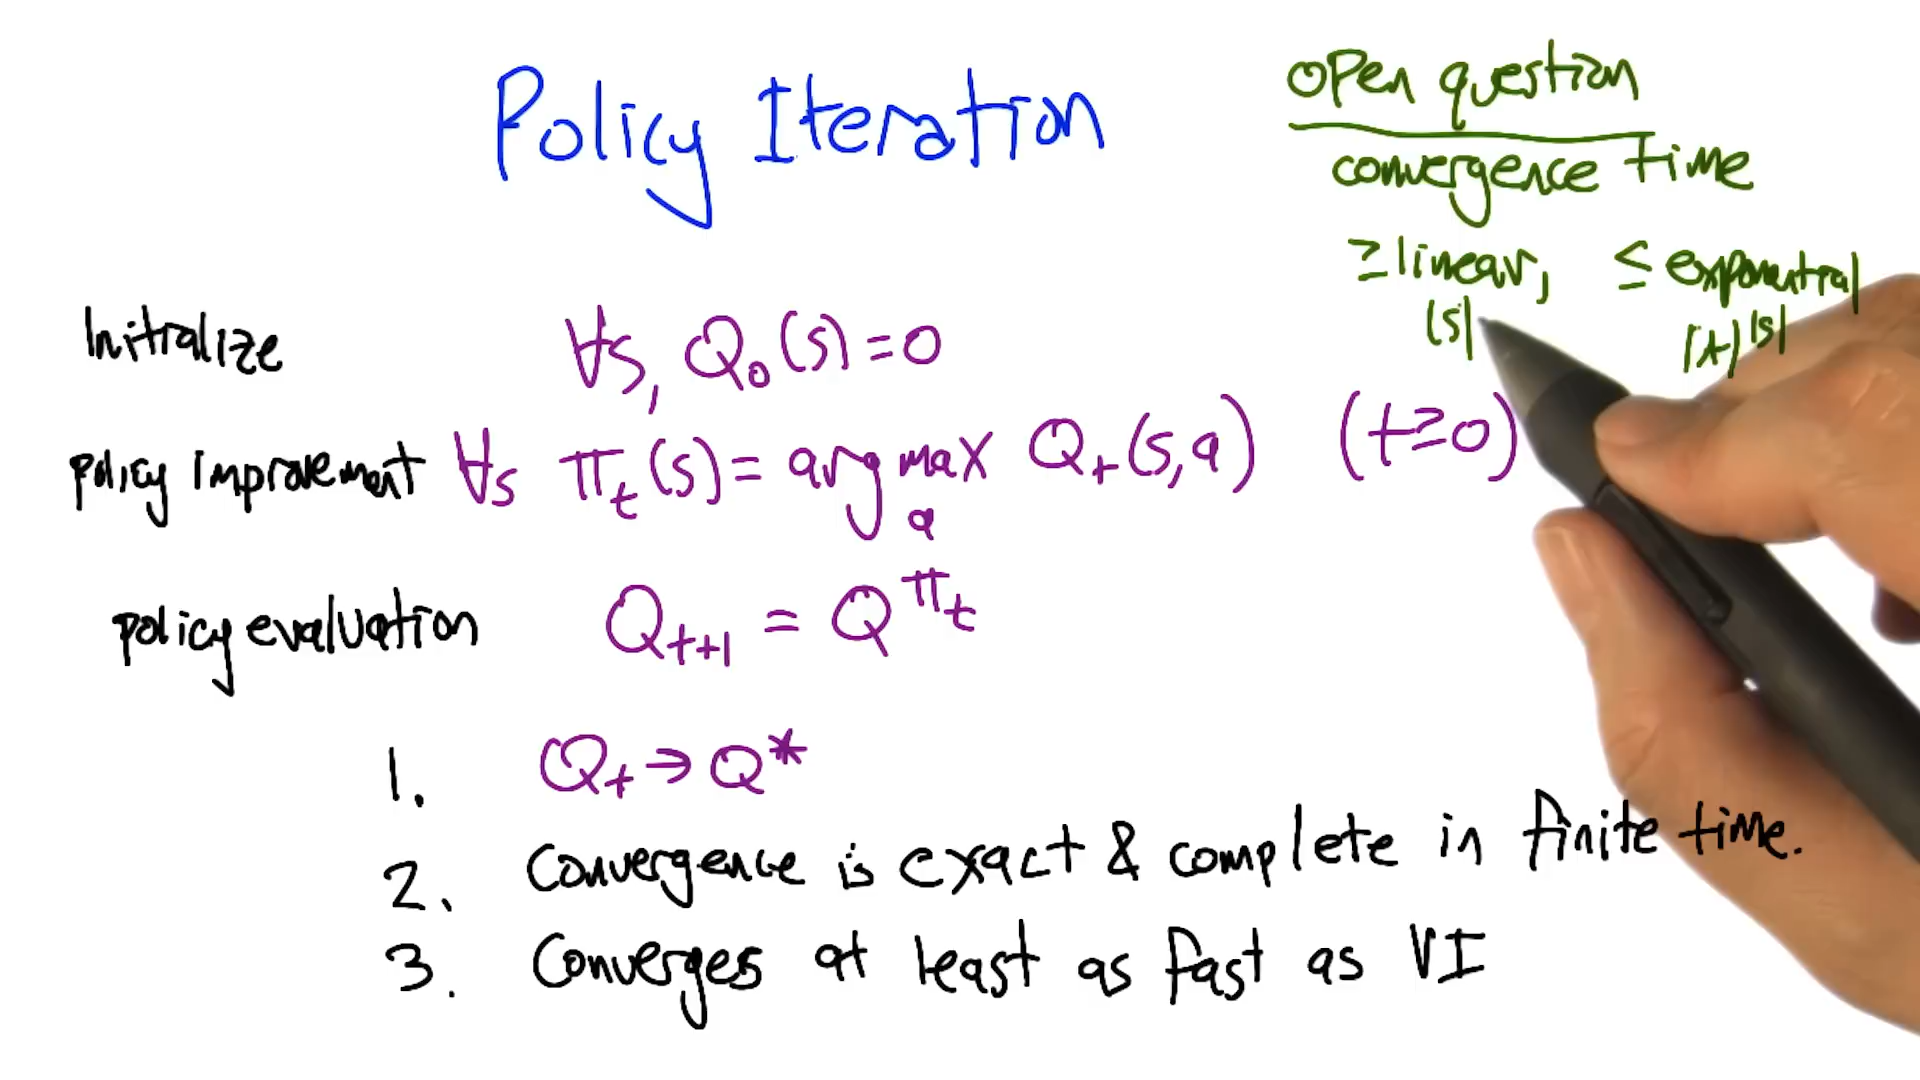 Policy Iteration
open question
convergence time
≥ linear, ≤ exponential
|S| |A|^|S|
Initialize ∀s, Q₀(s)=0
policy improvement ∀s π_t(s) = argmax_a Q_t(s,a) (t≥0)
policy evaluation Q_{t+1} = Q^{π_t}
1. Q_t → Q*
2. Convergence is exact & complete in finite time.
3. Converges at least as fast as VI